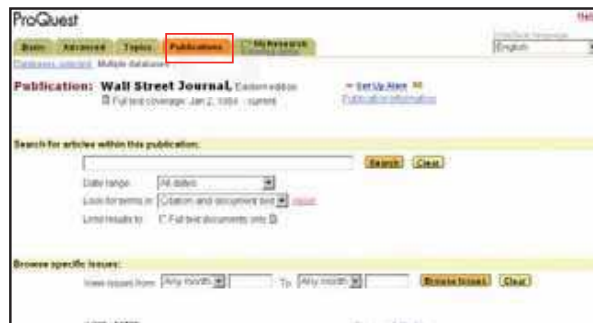 ProQuest
Basic Advanced Topics Publications My Research
English
Databases selected: Multiple databases
Publication: Wall Street Journal, Eastern edition
Set Up Alert
Full text coverage: Jan 2, 1984 - current
Publication information
Search for articles within this publication:
Search Clear
Date range: All dates
Look for terms in: Citation and document text
Limit results to: Full text documents only
Browse specific issues:
View issues from: Any month To: Any month Browse Issues Clear